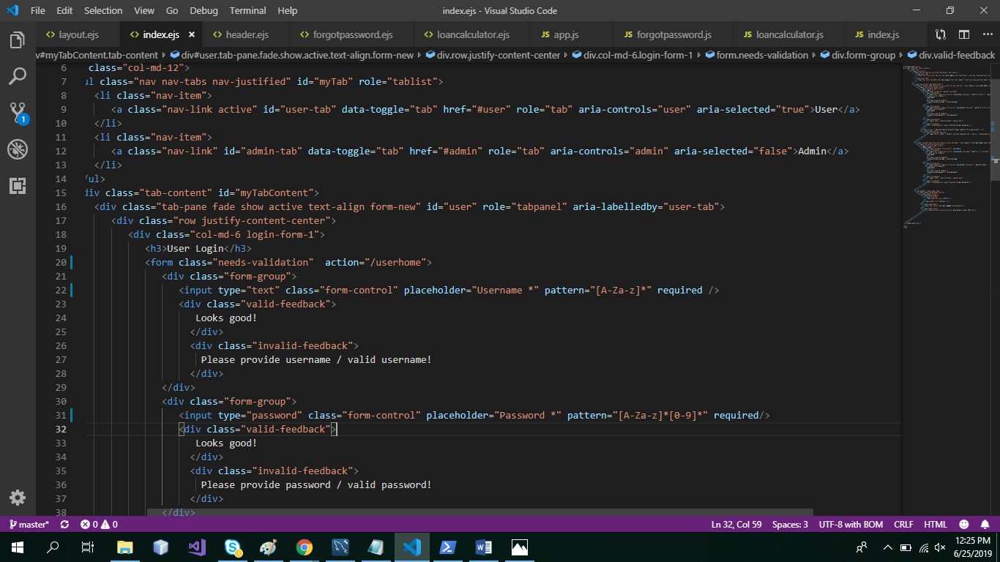 File Edit Selection View Go Debug Terminal Help index.ejs - Visual Studio Code
layout.ejs index.ejs header.ejs forgotpassword.ejs loancalculator.ejs JS app.js JS forgotpassword.js JS loancalculator.js JS index.js
v#myTabContent.tab-content div#user.tab-pane.fade.show.active.text-align.form-new div.row.justify-content-center div.col-md-6.login-form-1 form.needs-validation div.form-group div.valid-feedback
6 class="col-md-12">
7 ul class="nav nav-tabs nav-justified" id="myTab" role="tablist">
8 <li class="nav-item">
9 <a class="nav-link active" id="user-tab" data-toggle="tab" href="#user" role="tab" aria-controls="user" aria-selected="true">User</a>
10 </li>
11 <li class="nav-item">
12 <a class="nav-link" id="admin-tab" data-toggle="tab" href="#admin" role="tab" aria-controls="admin" aria-selected="false">Admin</a>
13 </li>
14 /ul>
15 div class="tab-content" id="myTabContent">
16 <div class="tab-pane fade show active text-align form-new" id="user" role="tabpanel" aria-labelledby="user-tab">
17 <div class="row justify-content-center">
18 <div class="col-md-6 login-form-1">
19 <h3>User Login</h3>
20 <form class="needs-validation"  action="/userhome">
21 <div class="form-group">
22 <input type="text" class="form-control" placeholder="Username *" pattern="[A-Za-z]*" required />
23 <div class="valid-feedback">
24 Looks good!
25 </div>
26 <div class="invalid-feedback">
27 Please provide username / valid username!
28 </div>
29 </div>
30 <div class="form-group">
31 <input type="password" class="form-control" placeholder="Password *" pattern="[A-Za-z]*[0-9]*" required/>
32 <div class="valid-feedback">
33 Looks good!
34 </div>
35 <div class="invalid-feedback">
36 Please provide password / valid password!
37 </div>
38 </div>
1
master* 0 0 Ln 32, Col 59 Spaces: 3 UTF-8 with BOM CRLF HTML
12:25 PM
6/25/2019